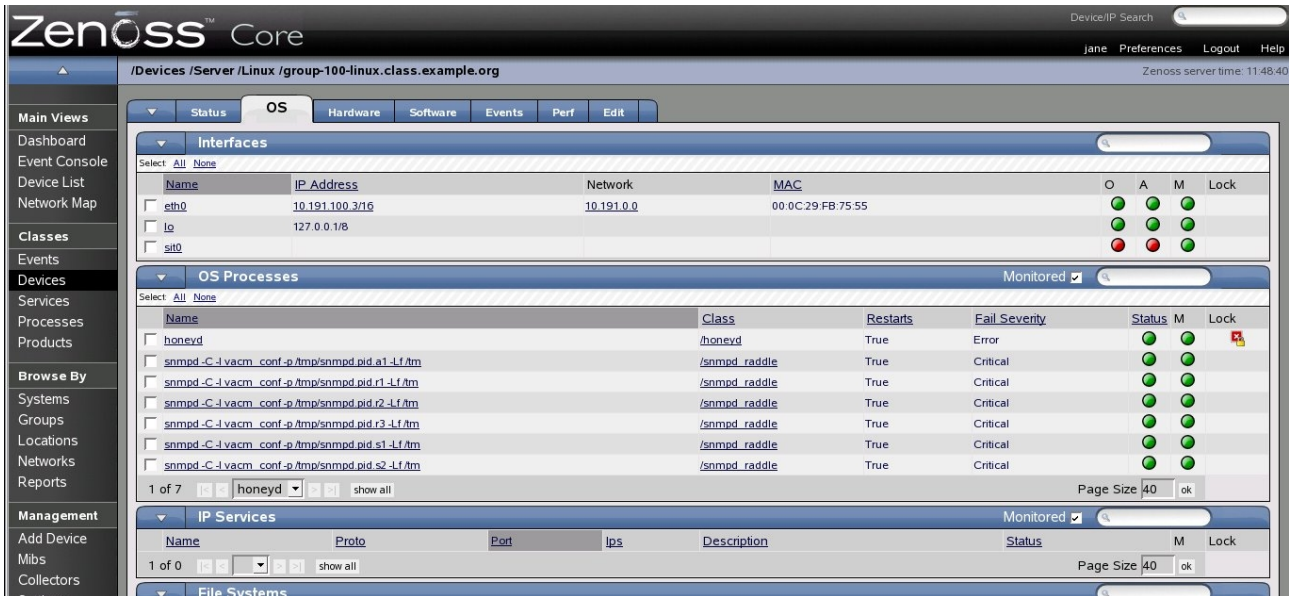 Zenoss™ Core
Device/IP Search
jane Preferences Logout Help
/Devices /Server /Linux /group-100-linux.class.example.org
Zenoss server time: 11:48:40
Main Views
Dashboard
Event Console
Device List
Network Map
Classes
Events
Devices
Services
Processes
Products
Browse By
Systems
Groups
Locations
Networks
Reports
Management
Add Device
Mibs
Collectors
Status OS Hardware Software Events Perf Edit
Interfaces
Select: All None
Name IP Address Network MAC O A M Lock
eth0 10.191.100.3/16 10.191.0.0 00:0C:29:FB:75:55
lo 127.0.0.1/8
sit0
OS Processes Monitored
Select: All None
Name Class Restarts Fail Severity Status M Lock
honeyd /honeyd True Error
snmpd -C -I vacm_conf -p /tmp/snmpd.pid.a1 -Lf /tm /snmpd_raddle True Critical
snmpd -C -I vacm_conf -p /tmp/snmpd.pid.r1 -Lf /tm /snmpd_raddle True Critical
snmpd -C -I vacm_conf -p /tmp/snmpd.pid.r2 -Lf /tm /snmpd_raddle True Critical
snmpd -C -I vacm_conf -p /tmp/snmpd.pid.r3 -Lf /tm /snmpd_raddle True Critical
snmpd -C -I vacm_conf -p /tmp/snmpd.pid.s1 -Lf /tm /snmpd_raddle True Critical
snmpd -C -I vacm_conf -p /tmp/snmpd.pid.s2 -Lf /tm /snmpd_raddle True Critical
1 of 7 |< < honeyd > >| show all Page Size 40 ok
IP Services Monitored
Name Proto Port Ips Description Status M Lock
1 of 0 |< < > >| show all Page Size 40 ok
File Systems